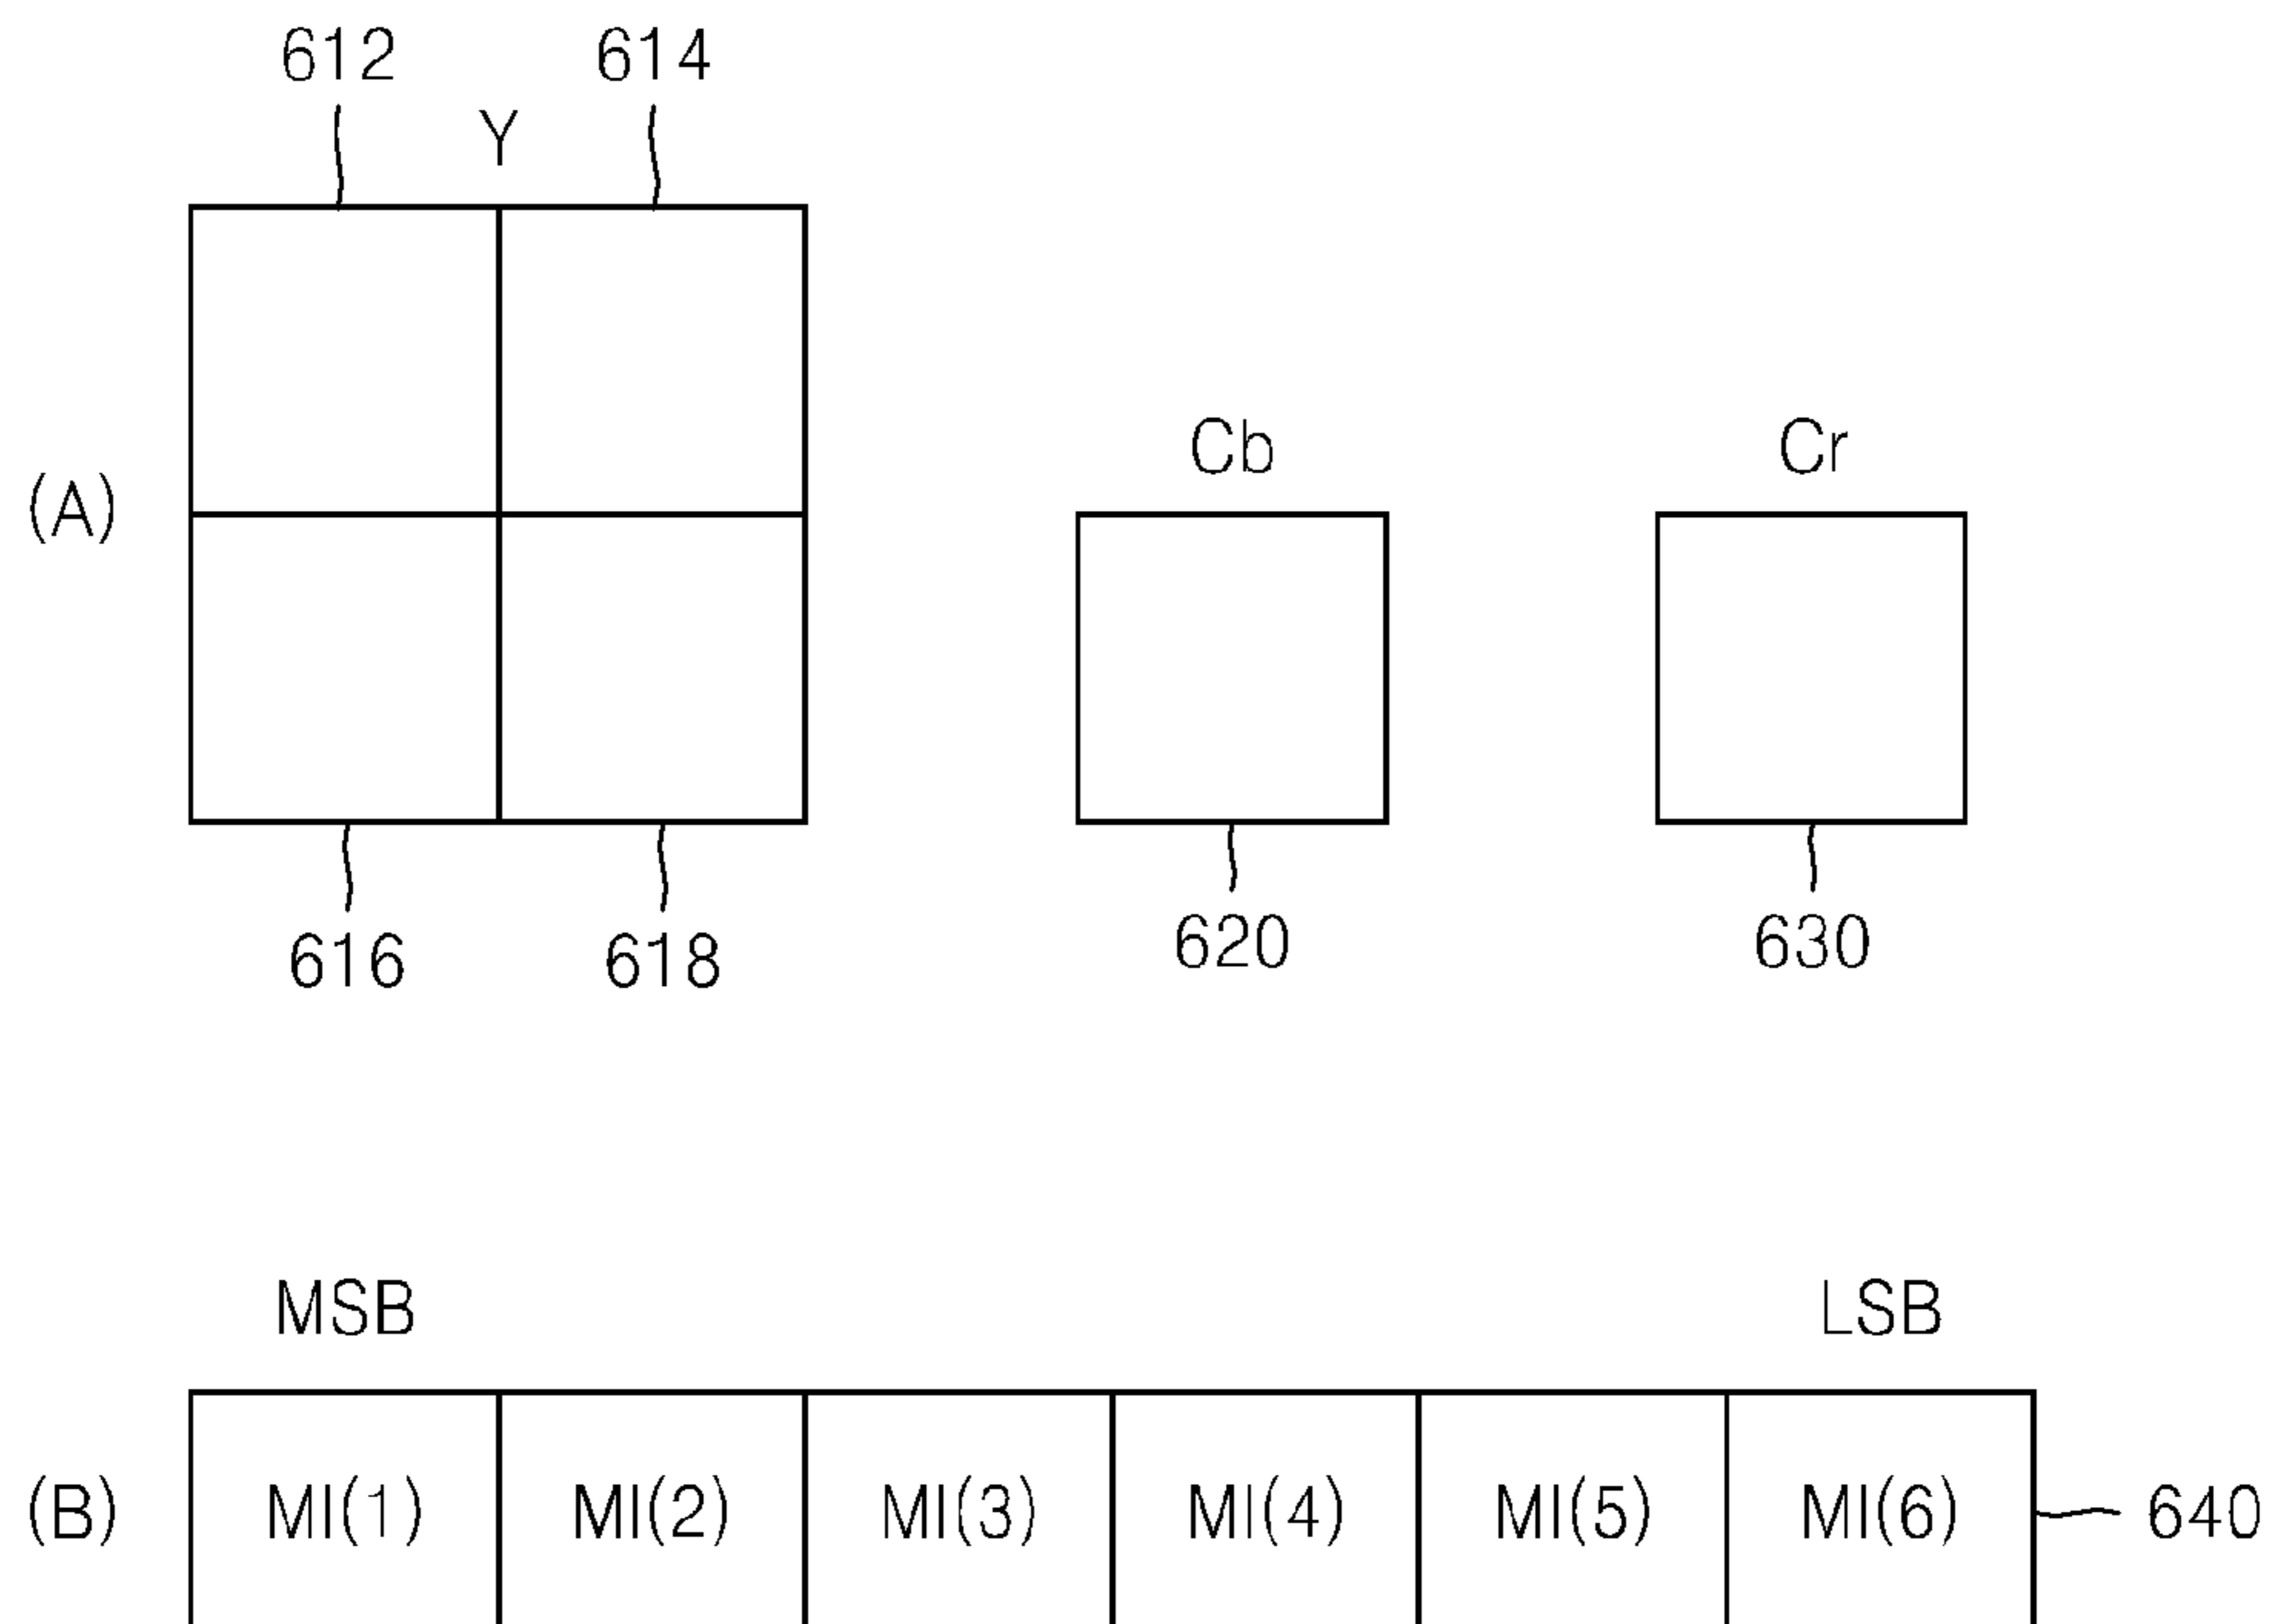 612 614
Y
Cb Cr
(A)
616 618 620 630
MSB LSB
(B) MI(1) MI(2) MI(3) MI(4) MI(5) MI(6) 640